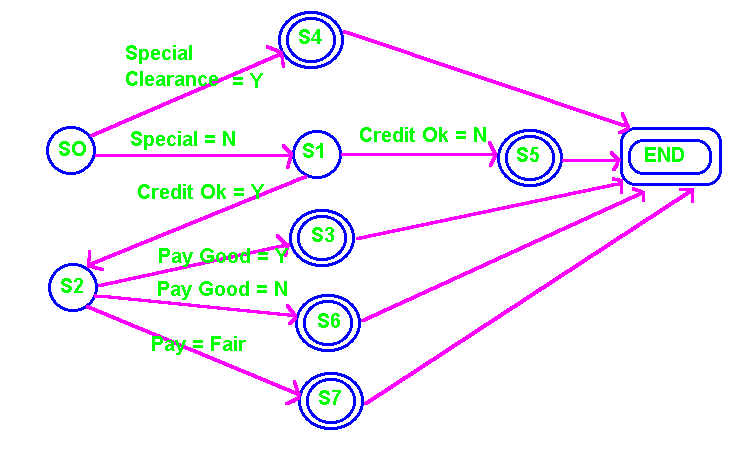 S4
Special
Clearance = Y
SO
Special = N
S1
Credit Ok = N
S5
END
Credit Ok = Y
S3
Pay Good = Y
S2
Pay Good = N
S6
Pay = Fair
S7